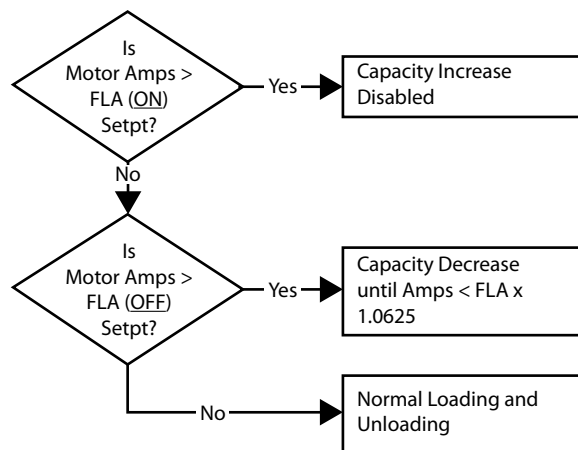 Is
Motor Amps >
FLA (ON)
Setpt?
Yes
Capacity Increase
Disabled
No
Is
Motor Amps >
FLA (OFF)
Setpt?
Yes
Capacity Decrease
until Amps < FLA x
1.0625
No
Normal Loading and
Unloading